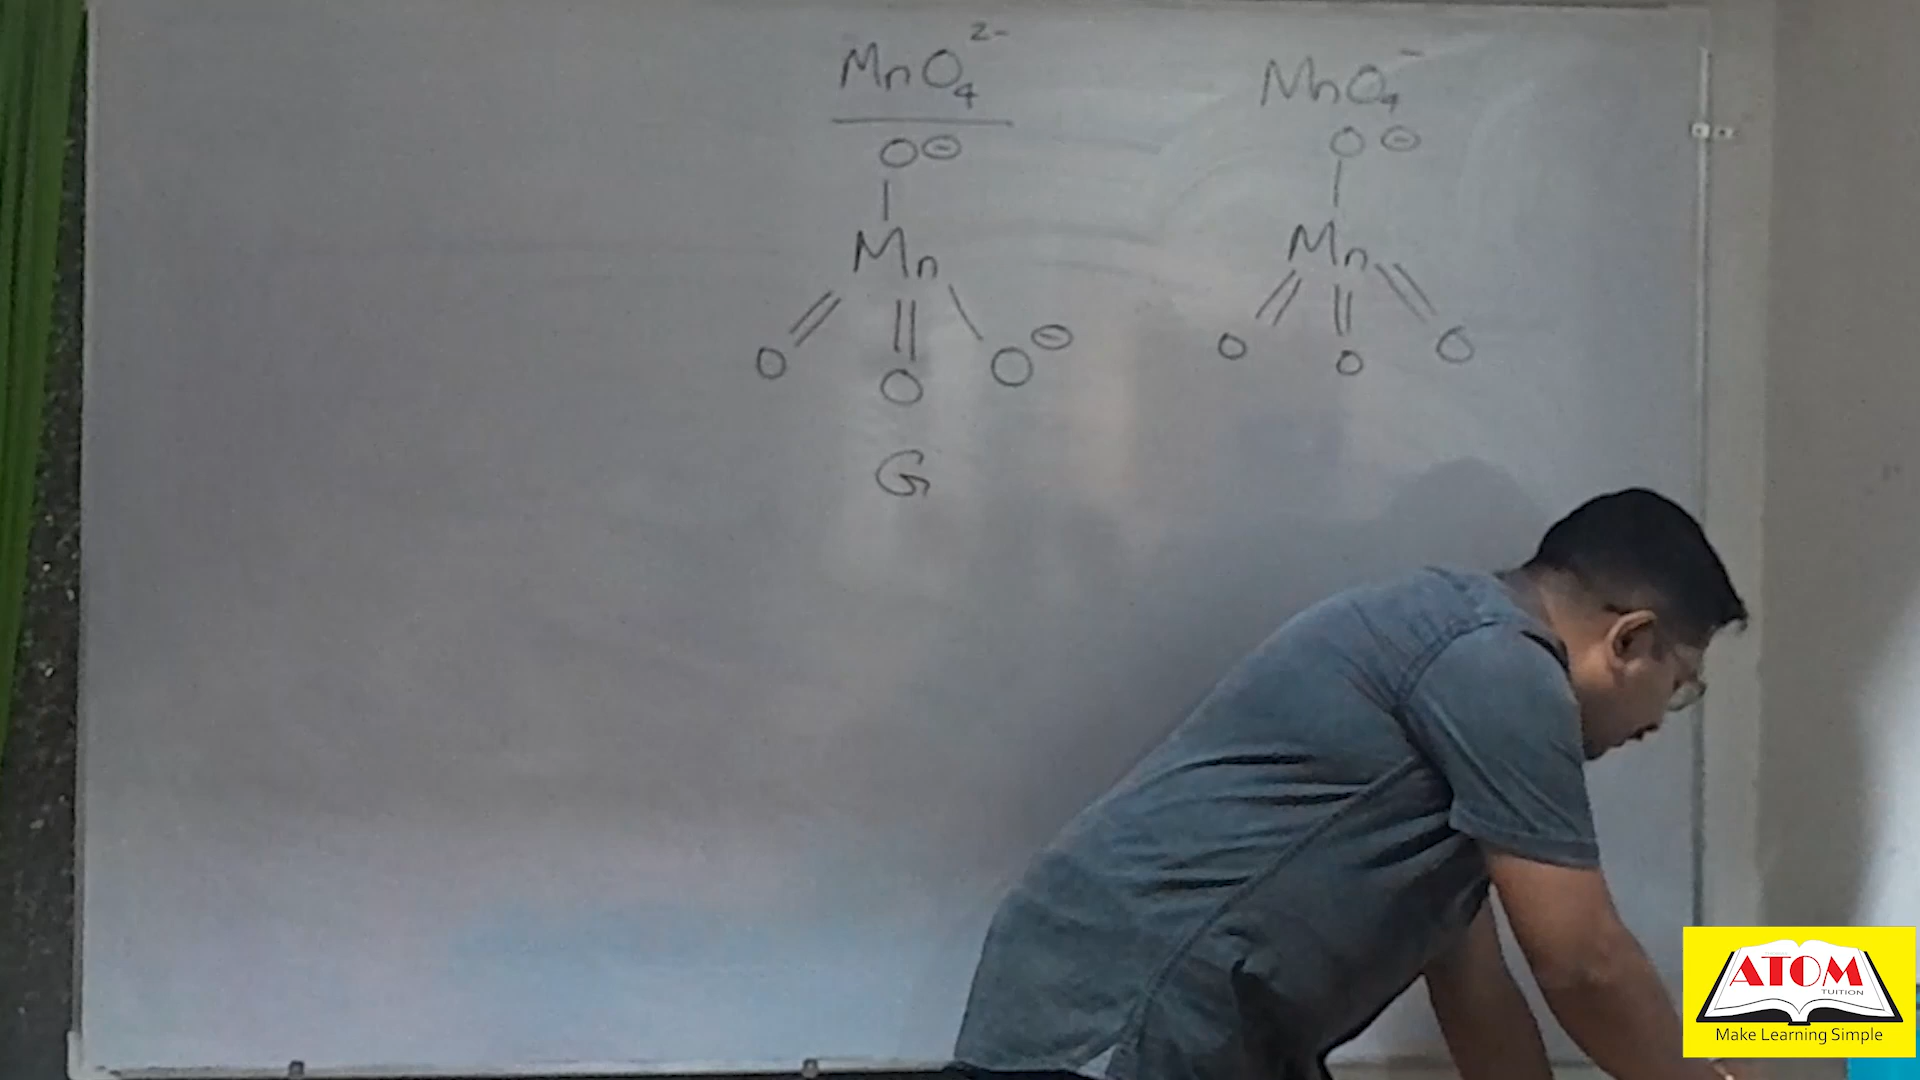 MnO₄²⁻
O⊖
Mn
O O O⊖
G
MnO₄⁻
O ⊖
Mn
O O O
ATOM
TUITION
Make Learning Simple